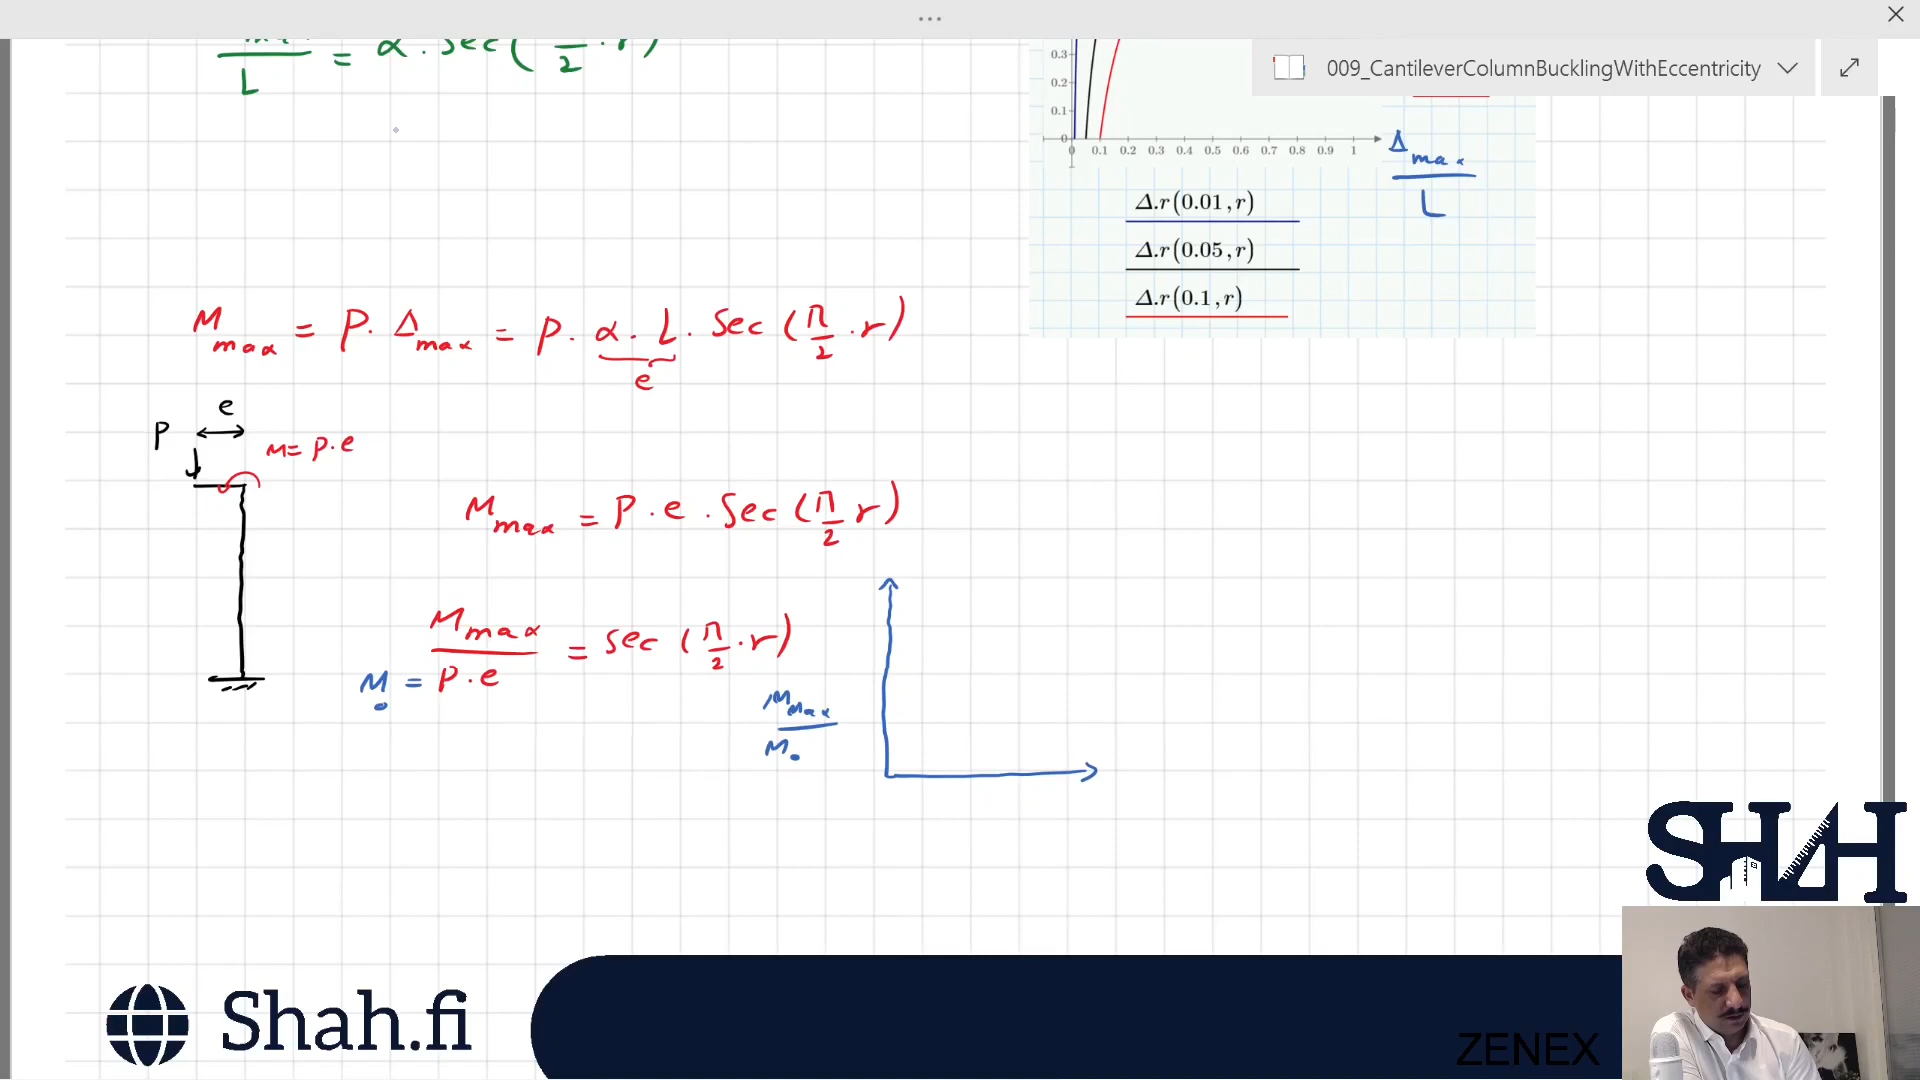 /L = α . sec(π/2 . r)
009_CantileverColumnBucklingWithEccentricity
0.3
0.2
0.1
0
0 0.1 0.2 0.3 0.4 0.5 0.6 0.7 0.8 0.9 1
Δmax/L
Δ.r(0.01,r)
Δ.r(0.05,r)
Δ.r(0.1,r)
Mmax = P. Δmax = P. α. L. Sec(π/2 .r)
e
e
P
M= P.e
Mmax = P.e . Sec(π/2 r)
Mmax/P.e = sec(π/2 .r)
M₀ = P.e
Mmax/M₀
SHAH
Shah.fi
ZENEX